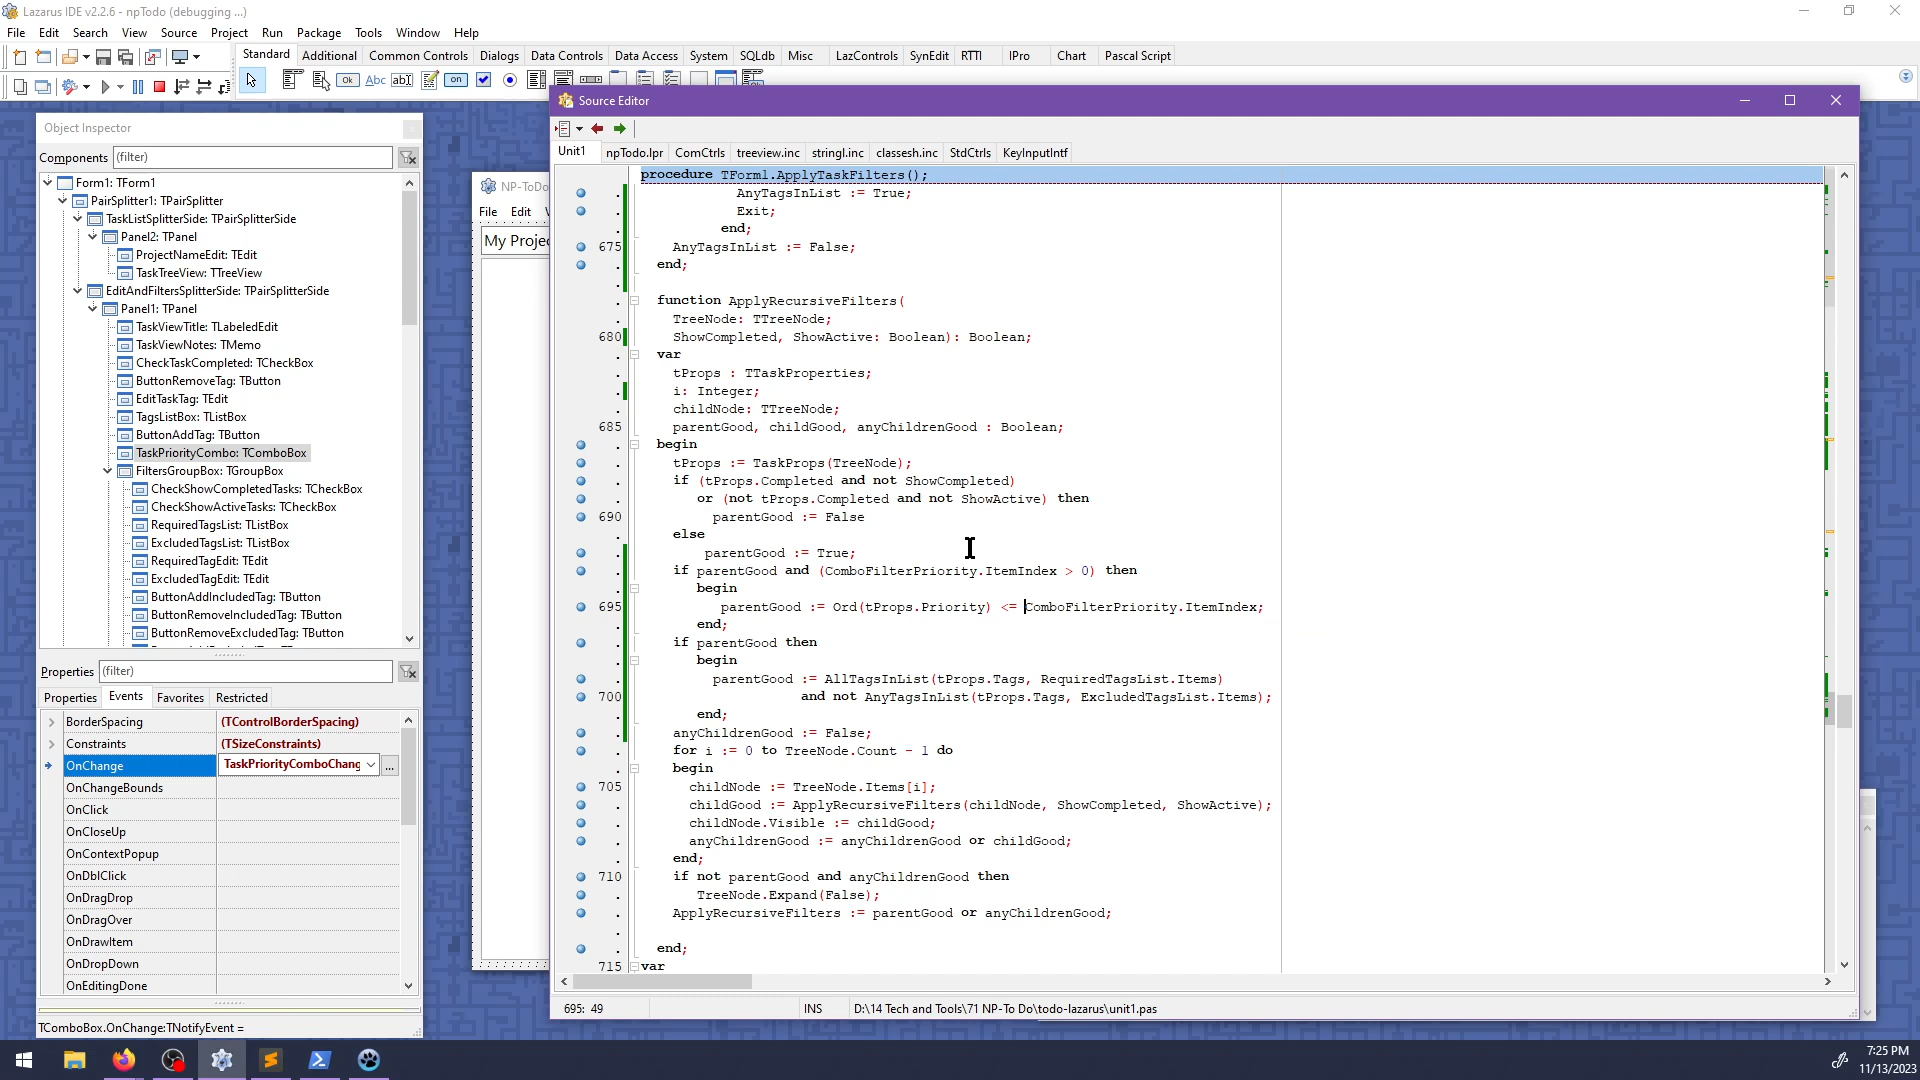 Lazarus IDE v2.2.6 - npTodo (debugging ...)
File Edit Search View Source Project Run Package Tools Window Help
Standard Additional Common Controls Dialogs Data Controls Data Access System SQLdb Misc LazControls SynEdit RTTI IPro Chart Pascal Script
Ok Abc abI on
Source Editor
Object Inspector
Components (filter)
Unit1 npTodo.lpr ComCtrls treeview.inc stringl.inc classesh.inc StdCtrls KeyInputIntf
Form1: TForm1
PairSplitter1: TPairSplitter
TaskListSplitterSide: TPairSplitterSide
Panel2: TPanel
ProjectNameEdit: TEdit
TaskTreeView: TTreeView
EditAndFiltersSplitterSide: TPairSplitterSide
Panel1: TPanel
TaskViewTitle: TLabeledEdit
TaskViewNotes: TMemo
CheckTaskCompleted: TCheckBox
ButtonRemoveTag: TButton
EditTaskTag: TEdit
TagsListBox: TListBox
ButtonAddTag: TButton
TaskPriorityCombo: TComboBox
FiltersGroupBox: TGroupBox
CheckShowCompletedTasks: TCheckBox
CheckShowActiveTasks: TCheckBox
RequiredTagsList: TListBox
ExcludedTagsList: TListBox
RequiredTagEdit: TEdit
ExcludedTagEdit: TEdit
ButtonAddIncludedTag: TButton
ButtonRemoveIncludedTag: TButton
ButtonRemoveExcludedTag: TButton
Properties (filter)
Properties Events Favorites Restricted
BorderSpacing (TControlBorderSpacing)
Constraints (TSizeConstraints)
OnChange TaskPriorityComboChang ...
OnChangeBounds
OnClick
OnCloseUp
OnContextPopup
OnDblClick
OnDragDrop
OnDragOver
OnDrawItem
OnDropDown
OnEditingDone
TComboBox.OnChange:TNotifyEvent =
NP-ToDo
File Edit
My Projec
procedure TForm1.ApplyTaskFilters();
AnyTagsInList := True;
Exit;
end;
675 AnyTagsInList := False;
end;
function ApplyRecursiveFilters(
TreeNode: TTreeNode;
680 ShowCompleted, ShowActive: Boolean): Boolean;
var
tProps : TTaskProperties;
i: Integer;
childNode: TTreeNode;
685 parentGood, childGood, anyChildrenGood : Boolean;
begin
tProps := TaskProps(TreeNode);
if (tProps.Completed and not ShowCompleted)
or (not tProps.Completed and not ShowActive) then
690 parentGood := False
else
parentGood := True;
if parentGood and (ComboFilterPriority.ItemIndex > 0) then
begin
695 parentGood := Ord(tProps.Priority) <= ComboFilterPriority.ItemIndex;
end;
if parentGood then
begin
parentGood := AllTagsInList(tProps.Tags, RequiredTagsList.Items)
700 and not AnyTagsInList(tProps.Tags, ExcludedTagsList.Items);
end;
anyChildrenGood := False;
for i := 0 to TreeNode.Count - 1 do
begin
705 childNode := TreeNode.Items[i];
childGood := ApplyRecursiveFilters(childNode, ShowCompleted, ShowActive);
childNode.Visible := childGood;
anyChildrenGood := anyChildrenGood or childGood;
end;
710 if not parentGood and anyChildrenGood then
TreeNode.Expand(False);
ApplyRecursiveFilters := parentGood or anyChildrenGood;
end;
715 var
695: 49 INS D:\14 Tech and Tools\71 NP-To Do\todo-lazarus\unit1.pas
7:25 PM
11/13/2023